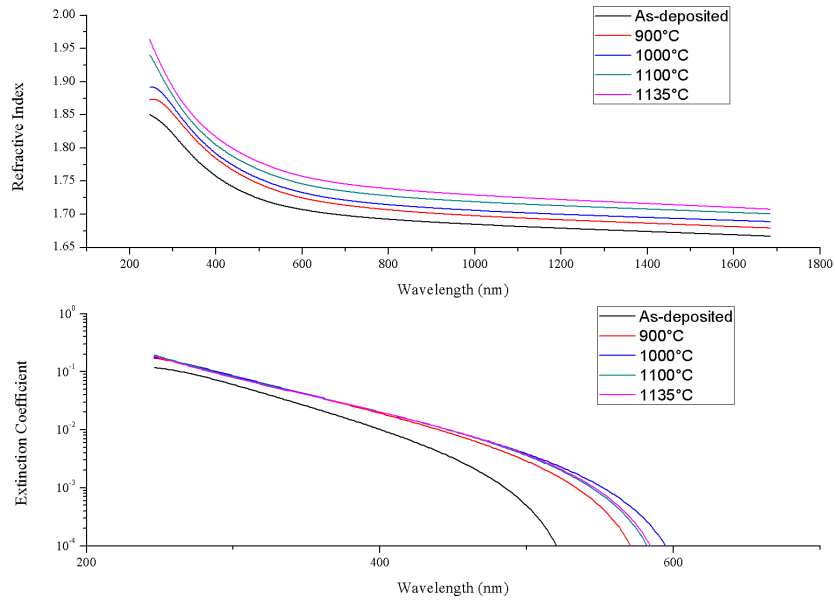 2.00
1.95
1.90
1.85
1.80
1.75
1.70
1.65
Refractive Index
As-deposited
900°C
1000°C
1100°C
1135°C
200 400 600 800 1000 1200 1400 1600 1800
Wavelength (nm)
10^0
10^-1
10^-2
10^-3
10^-4
Extinction Coefficient
As-deposited
900°C
1000°C
1100°C
1135°C
200 400 600
Wavelength (nm)